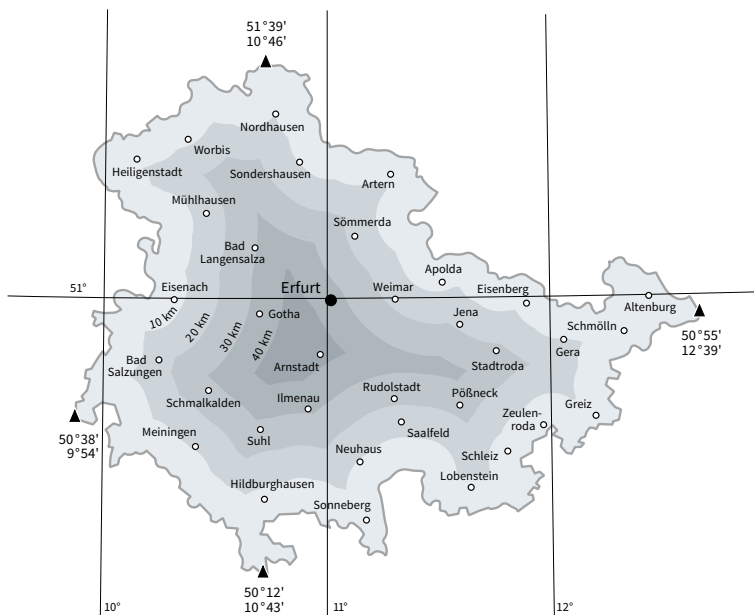 51°39'
10°46'
Nordhausen
Worbis
Heiligenstadt
Sondershausen
Artern
Mühlhausen
Sömmerda
Bad
Langensalza
Apolda
51°
Eisenach
Erfurt
Weimar
Eisenberg
Altenburg
10 km
20 km
30 km
40 km
Gotha
Jena
Schmölln
50°55'
12°39'
Gera
Bad
Salzungen
Arnstadt
Stadtroda
Schmalkalden
Ilmenau
Rudolstadt
Pößneck
Greiz
50°38'
9°54'
Meiningen
Suhl
Saalfeld
Zeulen-
roda
Neuhaus
Schleiz
Lobenstein
Hildburghausen
Sonneberg
50°12'
10°43'
10°
11°
12°